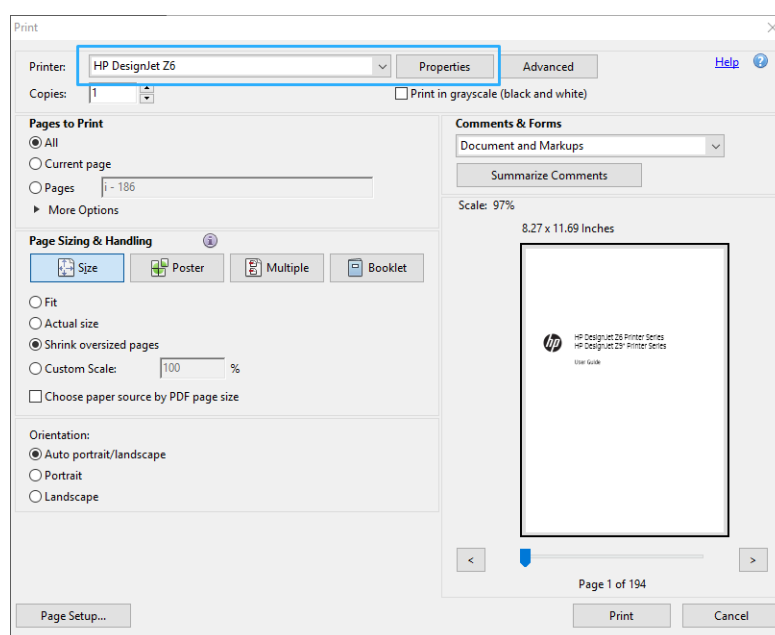 Print
Printer: HP DesignJet Z6 Properties Advanced Help ?
Copies: 1 Print in grayscale (black and white)
Pages to Print
All
Current page
Pages i - 186
More Options
Comments & Forms
Document and Markups
Summarize Comments
Page Sizing & Handling i
Size Poster Multiple Booklet
Fit
Actual size
Shrink oversized pages
Custom Scale: 100 %
Choose paper source by PDF page size
Orientation:
Auto portrait/landscape
Portrait
Landscape
Scale: 97%
8.27 x 11.69 Inches
hp
HP DesignJet Z6 Printer Series
HP DesignJet Z9⁺ Printer Series
User Guide
< >
Page 1 of 194
Page Setup... Print Cancel